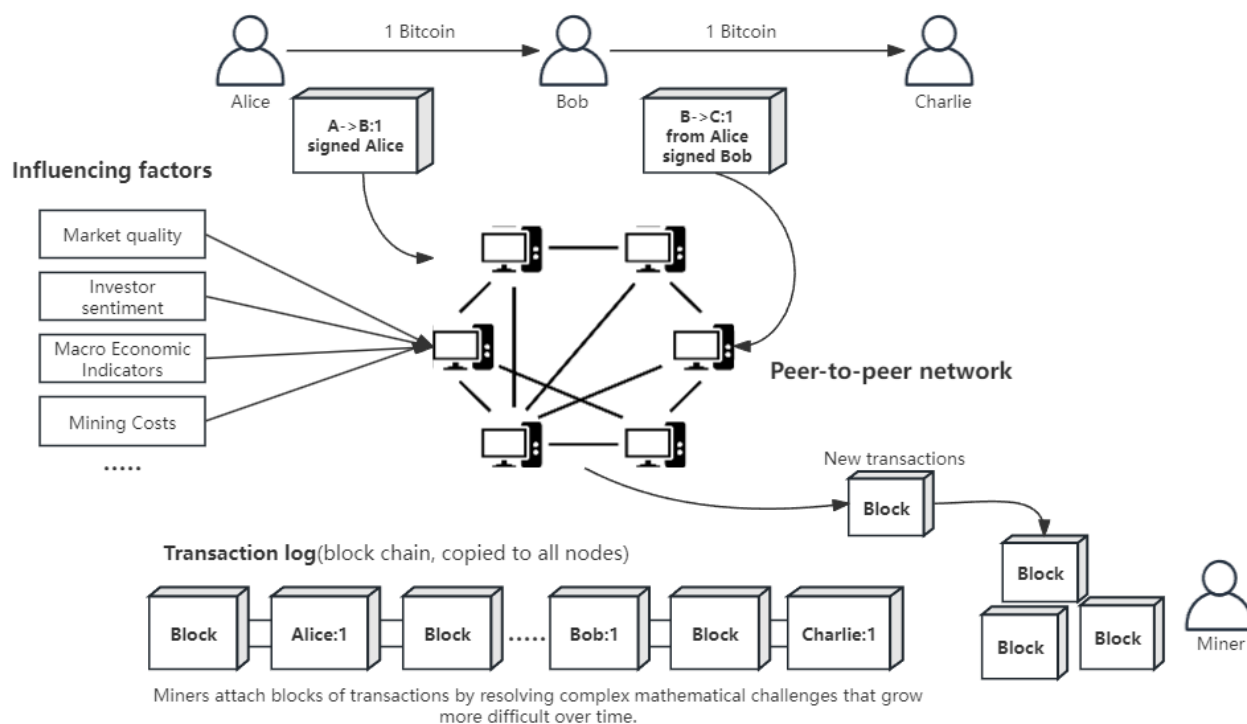 1 Bitcoin
1 Bitcoin
Alice
Bob
Charlie
A->B:1
signed Alice
B->C:1
from Alice
signed Bob
Influencing factors
Market quality
Investor
sentiment
Macro Economic
Indicators
Mining Costs
.....
Peer-to-peer network
New transactions
Block
Block
Block
Block
Miner
Transaction log(block chain, copied to all nodes)
Block
Alice:1
Block
.....
Bob:1
Block
Charlie:1
Miners attach blocks of transactions by resolving complex mathematical challenges that grow
more difficult over time.